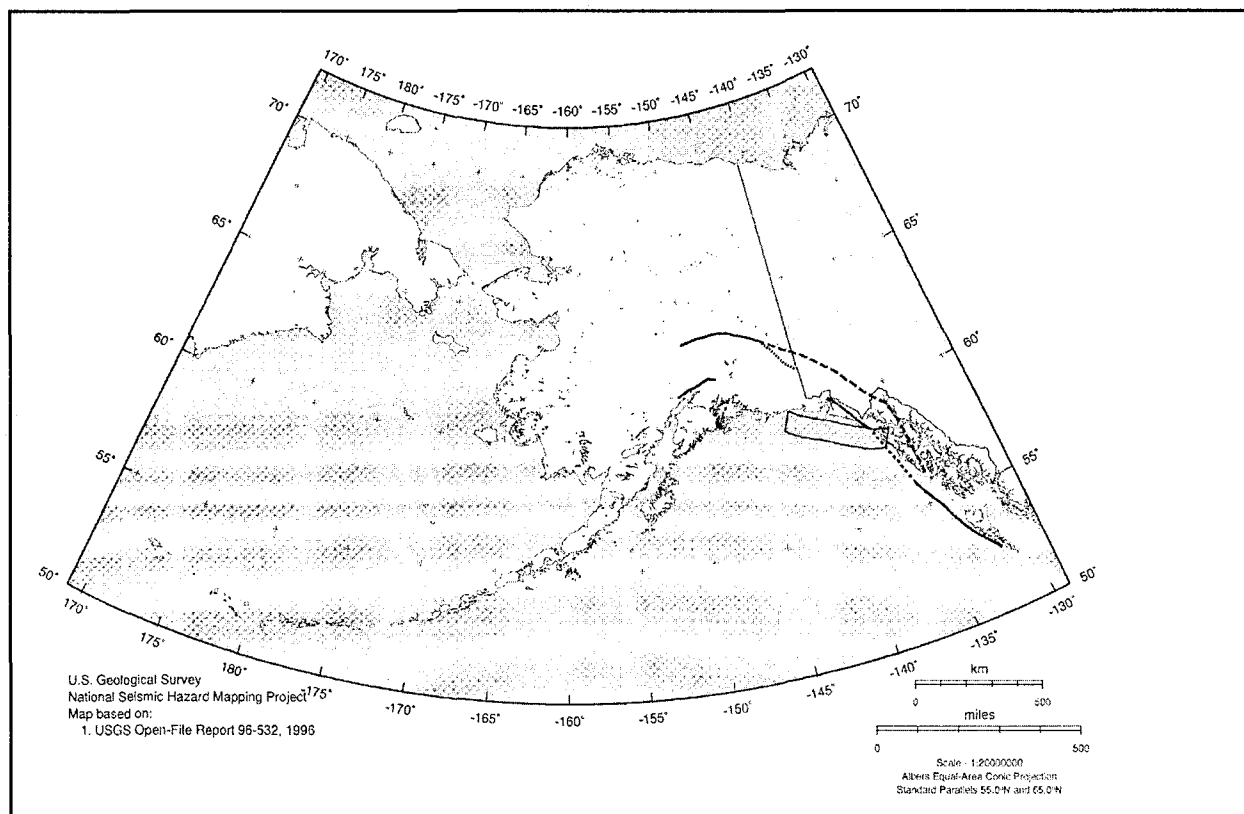 170° 175° 180° -175° -170° -165° -160° -155° -150° -145° -140° -135° -130°
70° 70°
65° 65°
60° 60°
55° 55°
50° 50°
170° 175° 180° -175° -170° -165° -160° -155° -150° -145° -140° -135° -130°
U.S. Geological Survey
National Seismic Hazard Mapping Project
Map based on:
1. USGS Open-File Report 96-532, 1996
km
0 500
miles
0 500
Scale - 1:20000000
Albers Equal-Area Conic Projection
Standard Parallels 55.0°N and 65.0°N